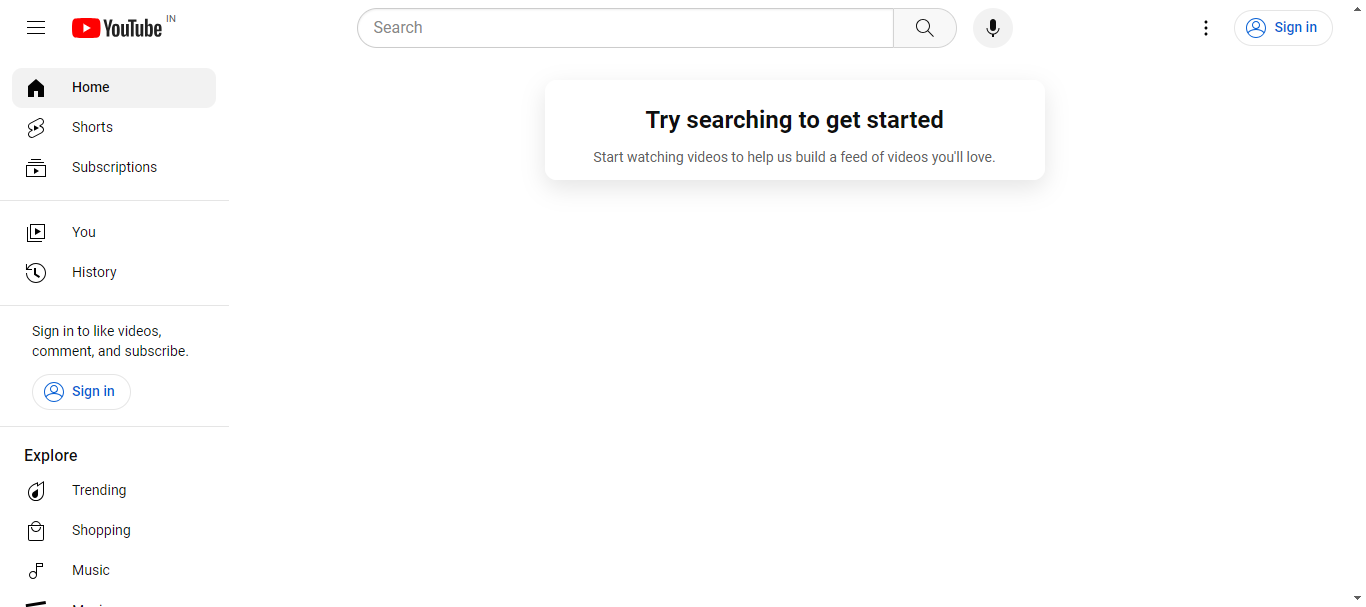 YouTube IN
Search
Sign in
Home
Shorts
Subscriptions
You
History
Sign in to like videos,
comment, and subscribe.
Sign in
Explore
Trending
Shopping
Music
Try searching to get started
Start watching videos to help us build a feed of videos you'll love.